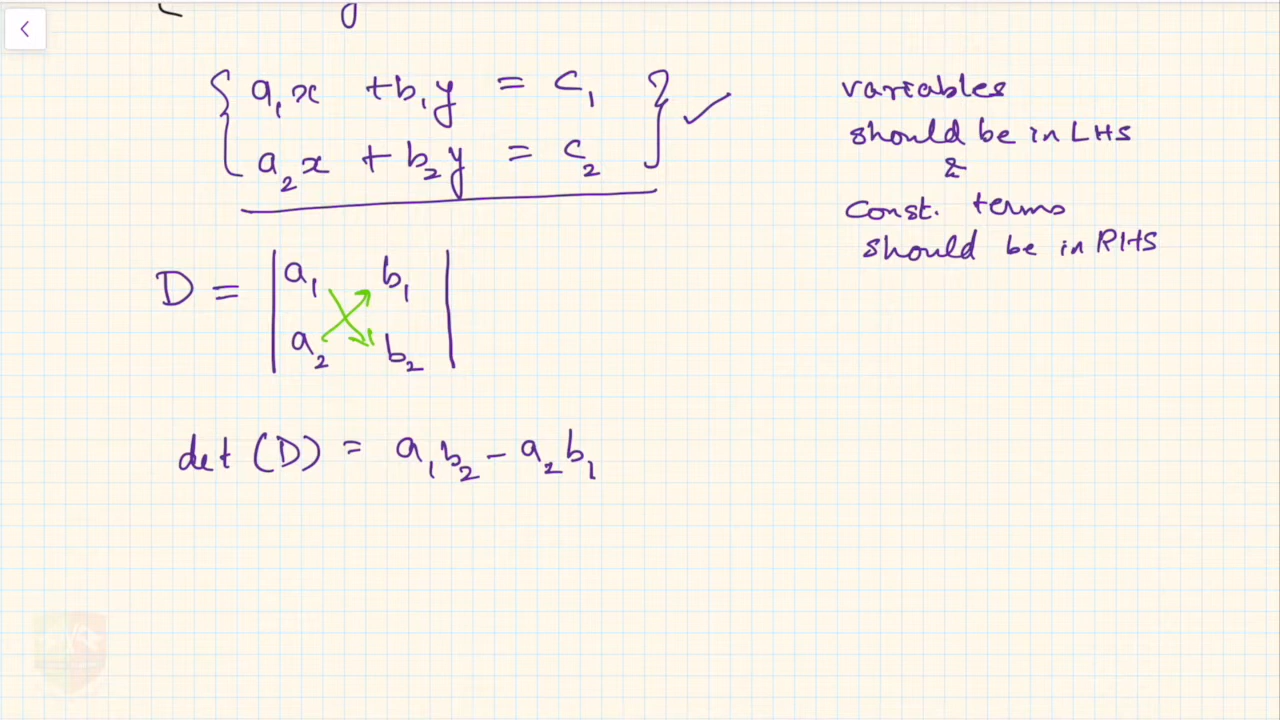 a₁x + b₁y = c₁
a₂x + b₂y = c₂
variables
should be in LHS
&
Const. terms
should be in RHS
D = | a₁ b₁ |
| a₂ b₂ |
det (D) = a₁b₂ - a₂b₁